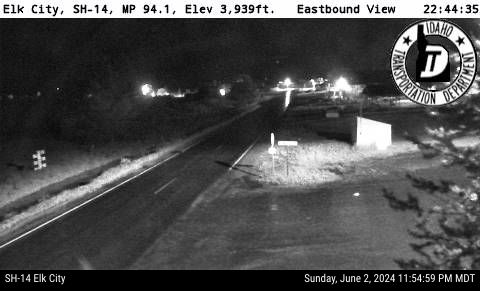 Elk City, SH-14, MP 94.1, Elev 3,939ft. Eastbound View 22:44:35
IDAHO
TRANSPORTATION DEPARTMENT
SH-14 Elk City Sunday, June 2, 2024 11:54:59 PM MDT